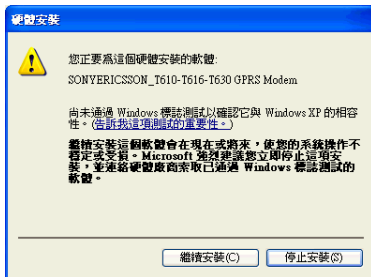 硬體安裝
您正要為這個硬體安裝的軟體:
SONYERICSSON_T610-T616-T630 GPRS Modem
尚未通過 Windows 標誌測試以確認它與 Windows XP 的相容
性。(告訴我這項測試的重要性。)
繼續安裝這個軟體會在現在或將來，使您的系統操作不
穩定或受損。Microsoft 強烈建議您立即停止這項安
裝，並連絡硬體廠商索取已通過 Windows 標誌測試的
軟體。
繼續安裝(C)
停止安裝(S)